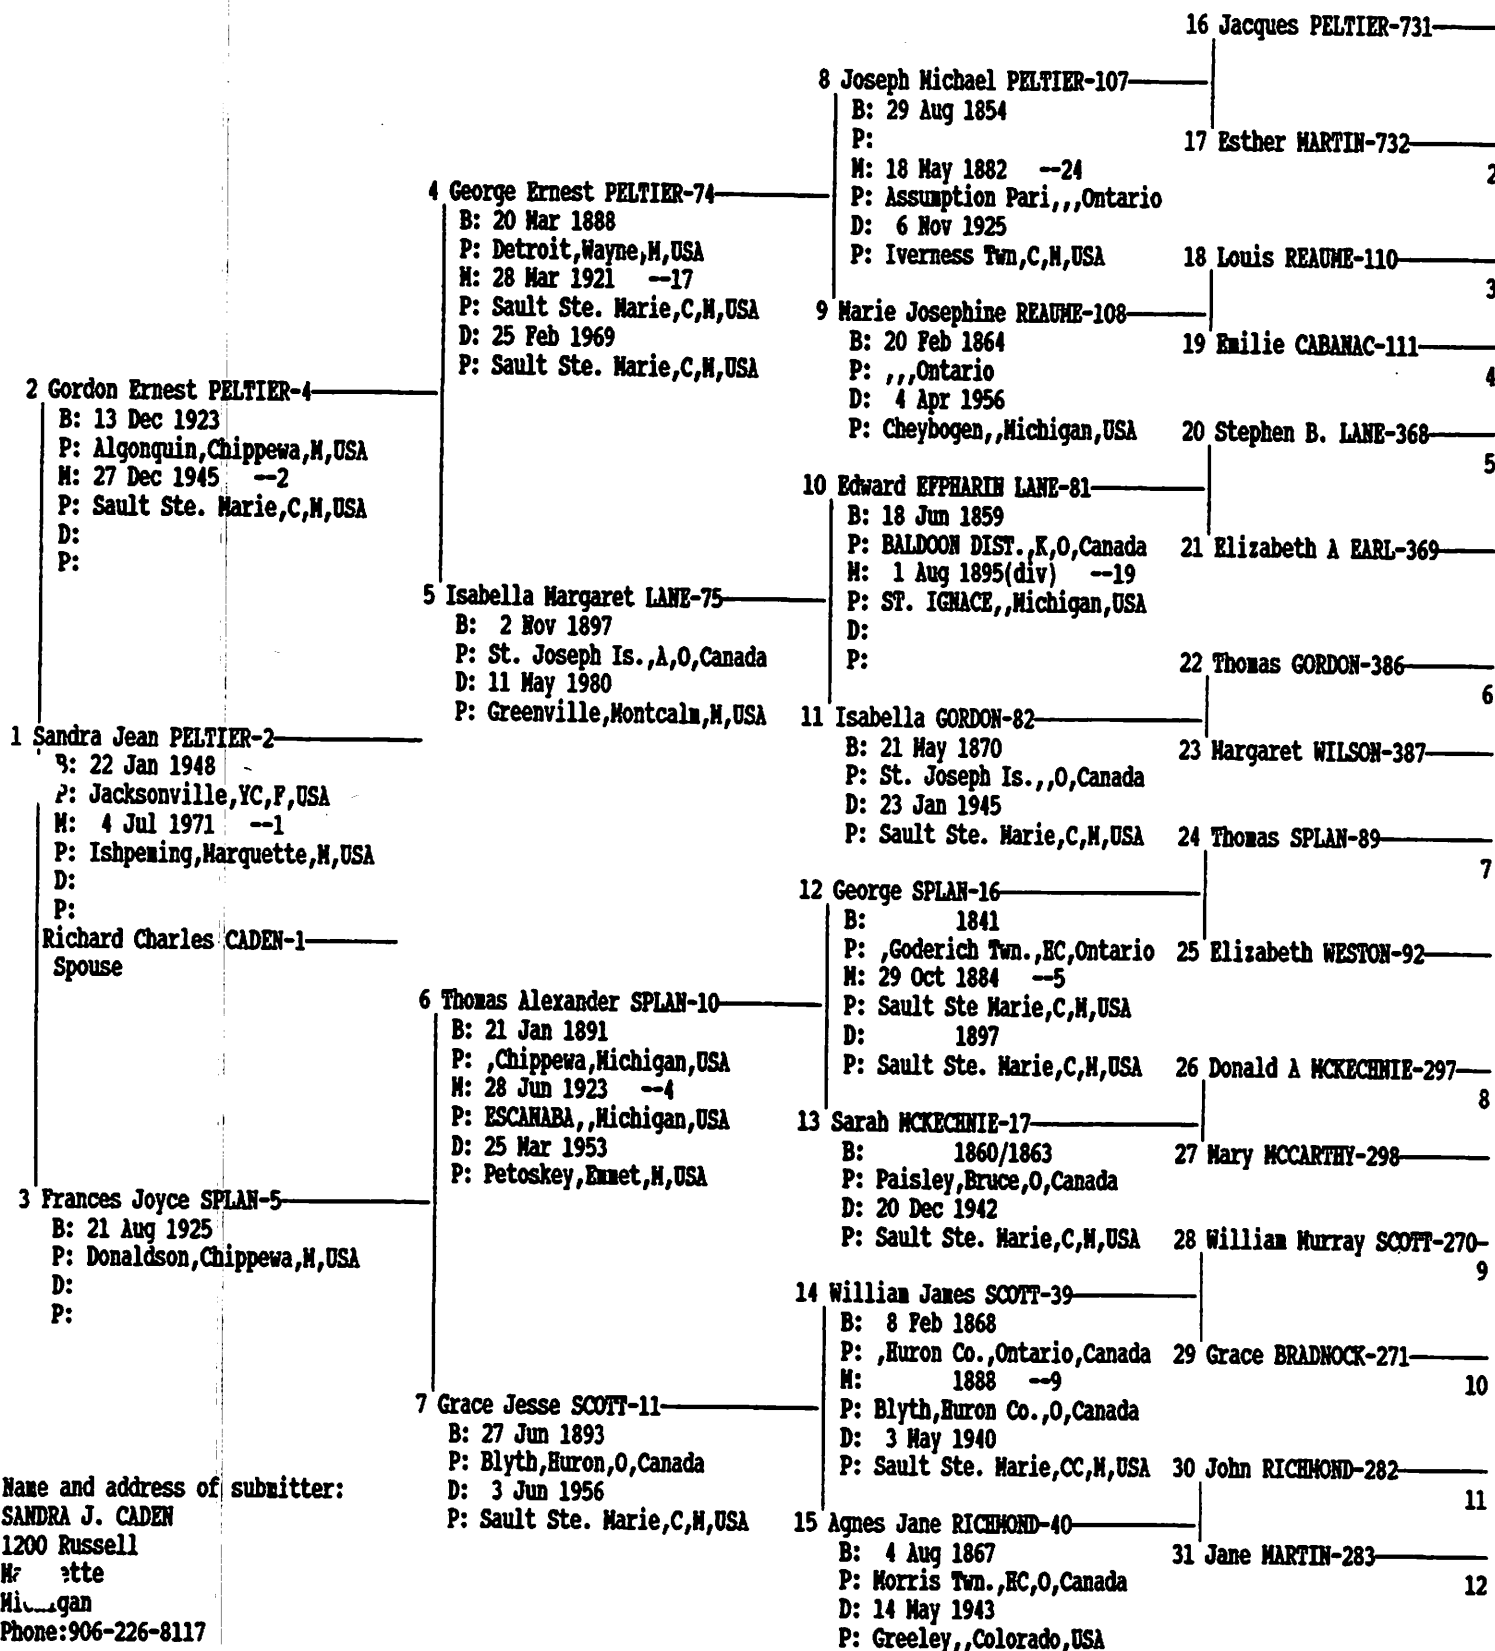 16 Jacques PELTIER-731
8 Joseph Michael PELTIER-107
B: 29 Aug 1854
P:
M: 18 May 1882 --24
P: Assumption Pari,,,Ontario
D: 6 Nov 1925
P: Iverness Twn,C,M,USA
17 Esther MARTIN-732
2
4 George Ernest PELTIER-74
B: 20 Mar 1888
P: Detroit,Wayne,M,USA
M: 28 Mar 1921 --17
P: Sault Ste. Marie,C,M,USA
D: 25 Feb 1969
P: Sault Ste. Marie,C,M,USA
18 Louis REAUME-110
3
9 Marie Josephine REAUME-108
B: 20 Feb 1864
P: ,,,Ontario
D: 4 Apr 1956
P: Cheybogen,,Michigan,USA
19 Emilie CABANAC-111
4
2 Gordon Ernest PELTIER-4
B: 13 Dec 1923
P: Algonquin,Chippewa,M,USA
M: 27 Dec 1945 --2
P: Sault Ste. Marie,C,M,USA
D:
P:
20 Stephen B. LANE-368
5
10 Edward EFPHARIM LANE-81
B: 18 Jun 1859
P: BALDOON DIST.,K,O,Canada
M: 1 Aug 1895(div) --19
P: ST. IGNACE,,Michigan,USA
D:
P:
21 Elizabeth A EARL-369
5 Isabella Margaret LANE-75
B: 2 Nov 1897
P: St. Joseph Is.,A,O,Canada
D: 11 May 1980
P: Greenville,Montcalm,M,USA
22 Thomas GORDON-386
6
11 Isabella GORDON-82
B: 21 May 1870
P: St. Joseph Is.,,O,Canada
D: 23 Jan 1945
P: Sault Ste. Marie,C,M,USA
23 Margaret WILSON-387
1 Sandra Jean PELTIER-2
B: 22 Jan 1948
P: Jacksonville,YC,F,USA
M: 4 Jul 1971 --1
P: Ishpeming,Marquette,M,USA
D:
P:
Richard Charles CADEN-1
Spouse
24 Thomas SPLAN-89
7
12 George SPLAN-16
B: 1841
P: ,Goderich Twn.,HC,Ontario
M: 29 Oct 1884 --5
P: Sault Ste Marie,C,M,USA
D: 1897
P: Sault Ste. Marie,C,M,USA
25 Elizabeth WESTON-92
6 Thomas Alexander SPLAN-10
B: 21 Jan 1891
P: ,Chippewa,Michigan,USA
M: 28 Jun 1923 --4
P: ESCANABA,,Michigan,USA
D: 25 Mar 1953
P: Petoskey,Emmet,M,USA
26 Donald A MCKECHNIE-297
8
13 Sarah MCKECHNIE-17
B: 1860/1863
P: Paisley,Bruce,O,Canada
D: 20 Dec 1942
P: Sault Ste. Marie,C,M,USA
27 Mary MCCARTHY-298
3 Frances Joyce SPLAN-5
B: 21 Aug 1925
P: Donaldson,Chippewa,M,USA
D:
P:
28 William Murray SCOTT-270
9
14 William James SCOTT-39
B: 8 Feb 1868
P: ,Huron Co.,Ontario,Canada
M: 1888 --9
P: Blyth,Huron Co.,O,Canada
D: 3 May 1940
P: Sault Ste. Marie,CC,M,USA
29 Grace BRADNOCK-271
10
7 Grace Jesse SCOTT-11
B: 27 Jun 1893
P: Blyth,Huron,O,Canada
D: 3 Jun 1956
P: Sault Ste. Marie,C,M,USA
30 John RICHMOND-282
11
15 Agnes Jane RICHMOND-40
B: 4 Aug 1867
P: Morris Twn.,HC,O,Canada
D: 14 May 1943
P: Greeley,,Colorado,USA
31 Jane MARTIN-283
12
Name and address of submitter:
SANDRA J. CADEN
1200 Russell
Phone:906-226-8117